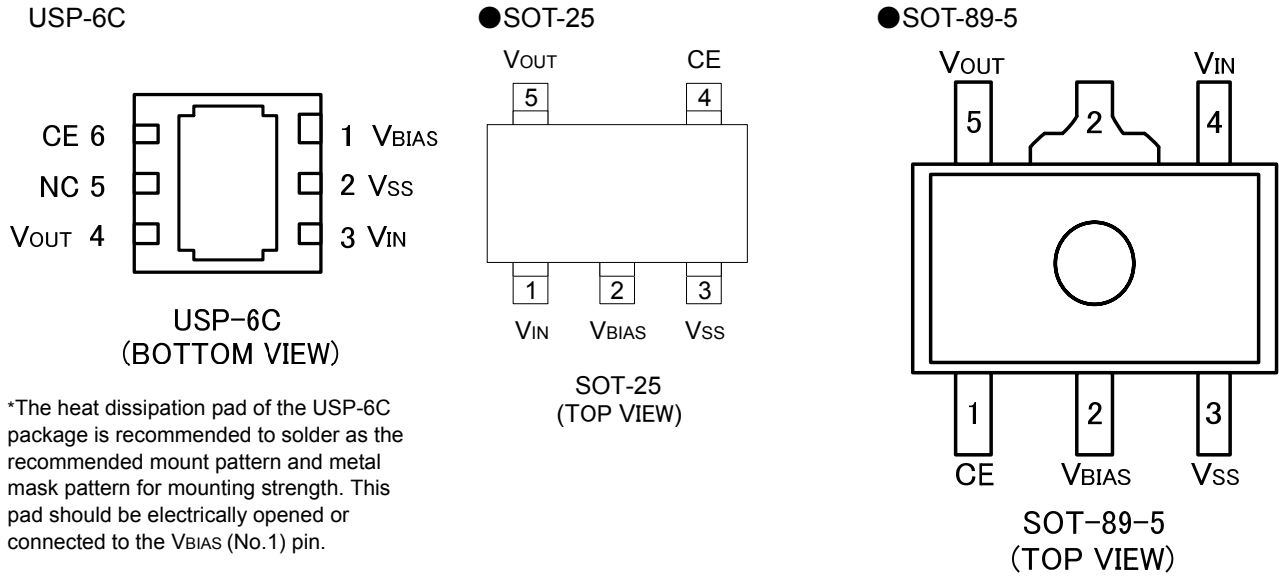 USP-6C
CE 6
1 VBIAS
NC 5
2 VSS
VOUT 4
3 VIN
USP-6C
(BOTTOM VIEW)
*The heat dissipation pad of the USP-6C
package is recommended to solder as the
recommended mount pattern and metal
mask pattern for mounting strength. This
pad should be electrically opened or
connected to the VBIAS (No.1) pin.
●SOT-25
VOUT CE
5 4
1 2 3
VIN VBIAS VSS
SOT-25
(TOP VIEW)
●SOT-89-5
VOUT VIN
5 2 4
1 2 3
CE VBIAS VSS
SOT-89-5
(TOP VIEW)